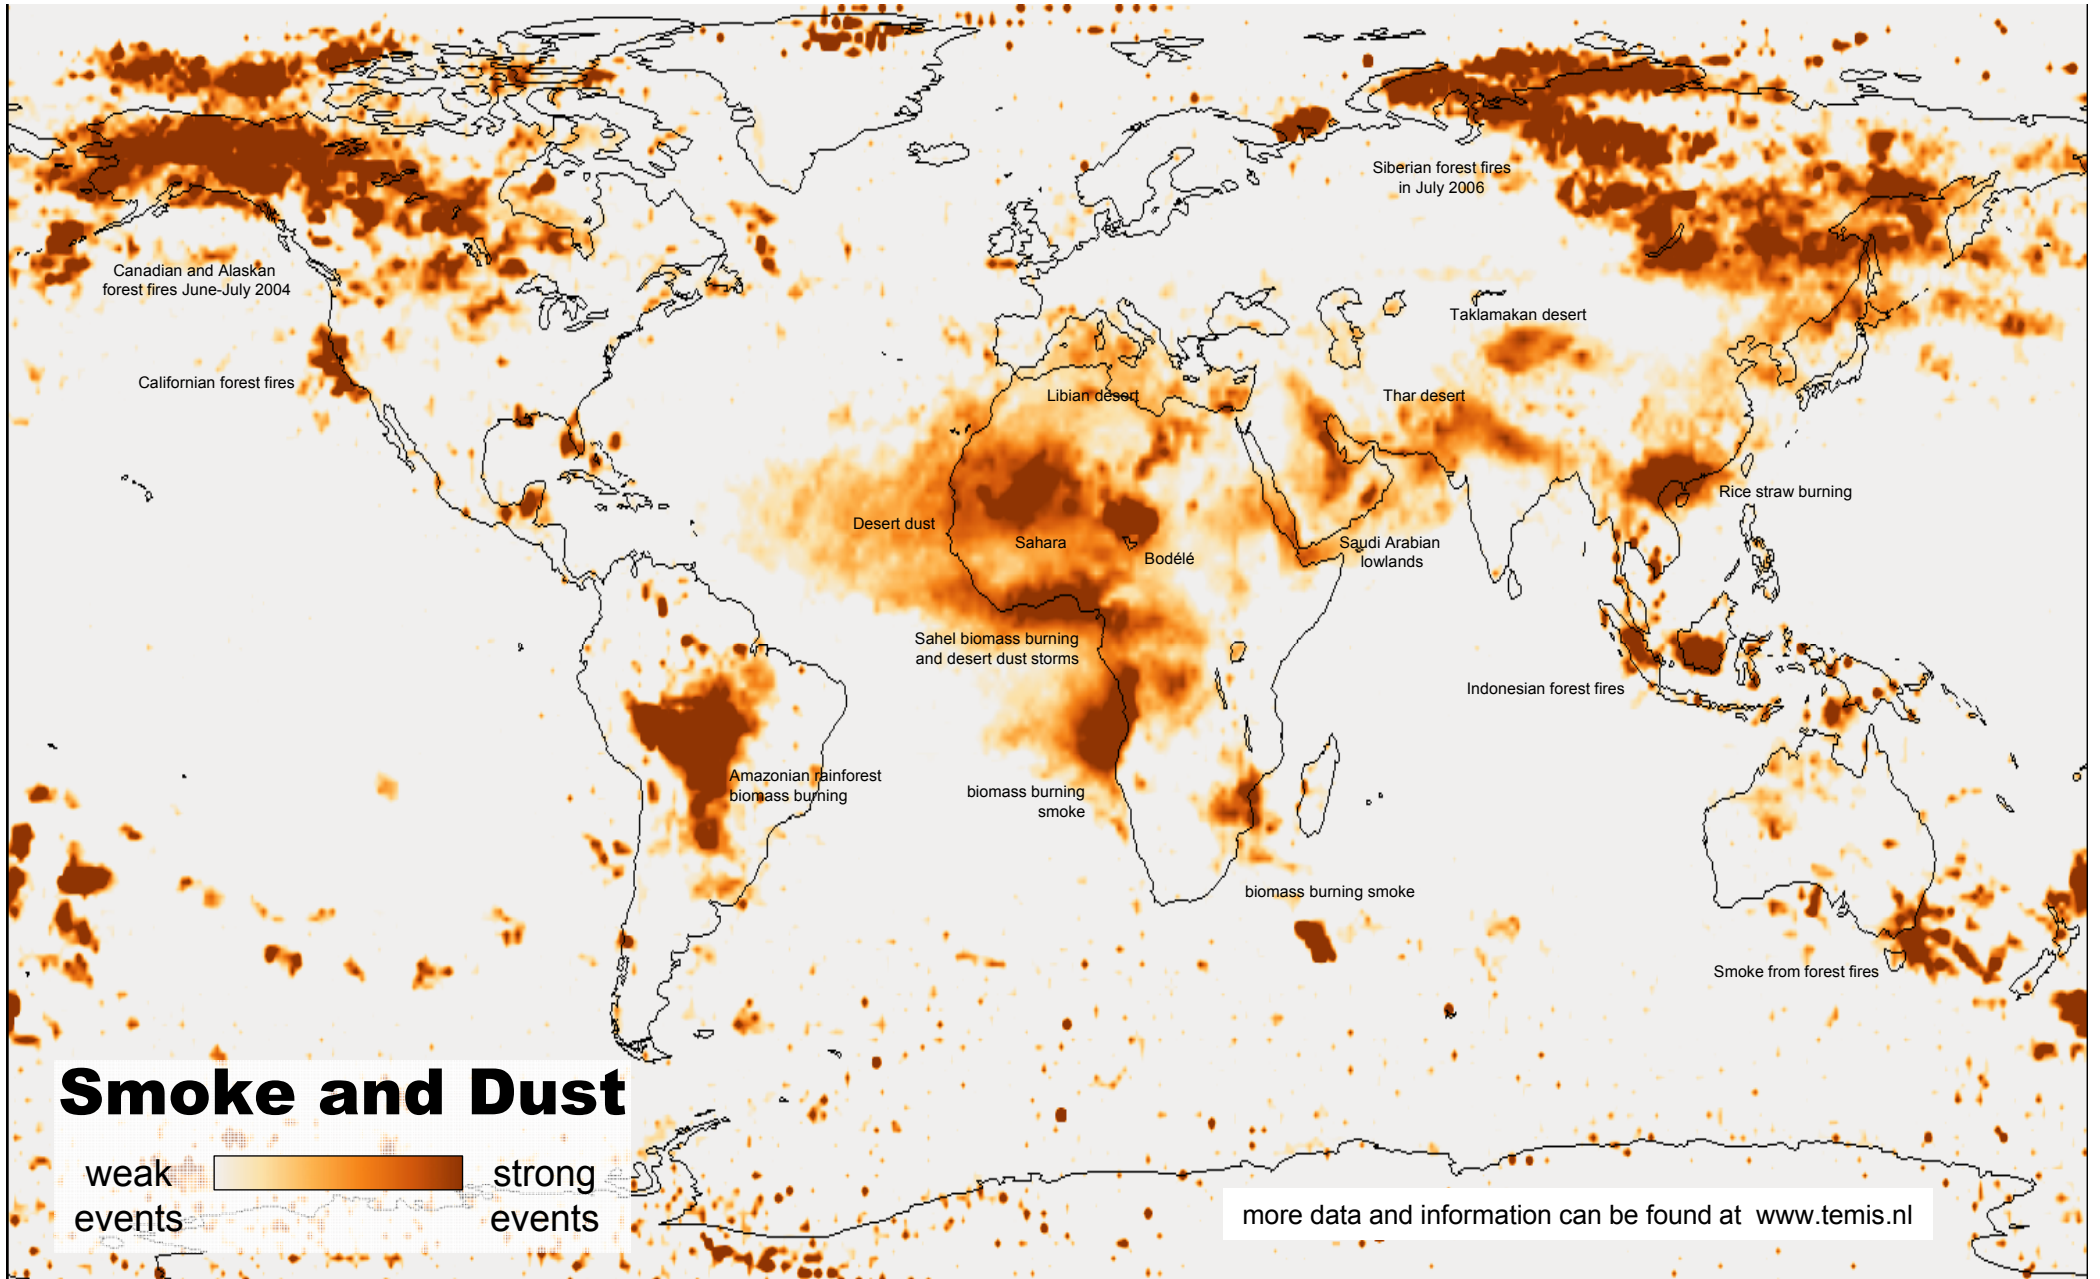 Siberian forest fires
in July 2006
Canadian and Alaskan
forest fires June-July 2004
Taklamakan desert
Californian forest fires
Libian desert
Thar desert
Rice straw burning
Desert dust
Sahara
Bodélé
Saudi Arabian
lowlands
Sahel biomass burning
and desert dust storms
Indonesian forest fires
Amazonian rainforest
biomass burning
biomass burning
smoke
biomass burning smoke
Smoke from forest fires
Smoke and Dust
weak
events
strong
events
more data and information can be found at www.temis.nl